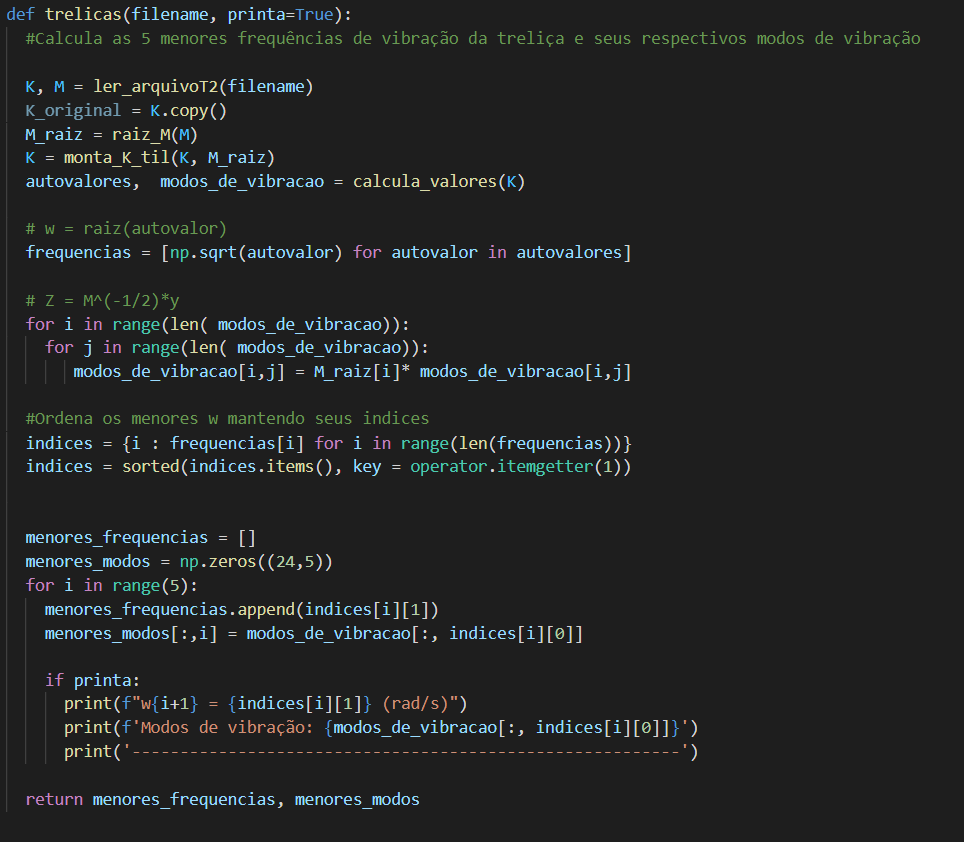 def trelicas(filename, printa=True):
#Calcula as 5 menores frequências de vibração da treliça e seus respectivos modos de vibração
K, M = ler_arquivoT2(filename)
K_original = K.copy()
M_raiz = raiz_M(M)
K = monta_K_til(K, M_raiz)
autovalores,  modos_de_vibracao = calcula_valores(K)
# w = raiz(autovalor)
frequencias = [np.sqrt(autovalor) for autovalor in autovalores]
# Z = M^(-1/2)*y
for i in range(len( modos_de_vibracao)):
for j in range(len( modos_de_vibracao)):
modos_de_vibracao[i,j] = M_raiz[i]* modos_de_vibracao[i,j]
#Ordena os menores w mantendo seus indices
indices = {i : frequencias[i] for i in range(len(frequencias))}
indices = sorted(indices.items(), key = operator.itemgetter(1))
menores_frequencias = []
menores_modos = np.zeros((24,5))
for i in range(5):
menores_frequencias.append(indices[i][1])
menores_modos[:,i] = modos_de_vibracao[:, indices[i][0]]
if printa:
print(f"w{i+1} = {indices[i][1]} (rad/s)")
print(f'Modos de vibração: {modos_de_vibracao[:, indices[i][0]]}')
print('---------------------------------------------------------')
return menores_frequencias, menores_modos